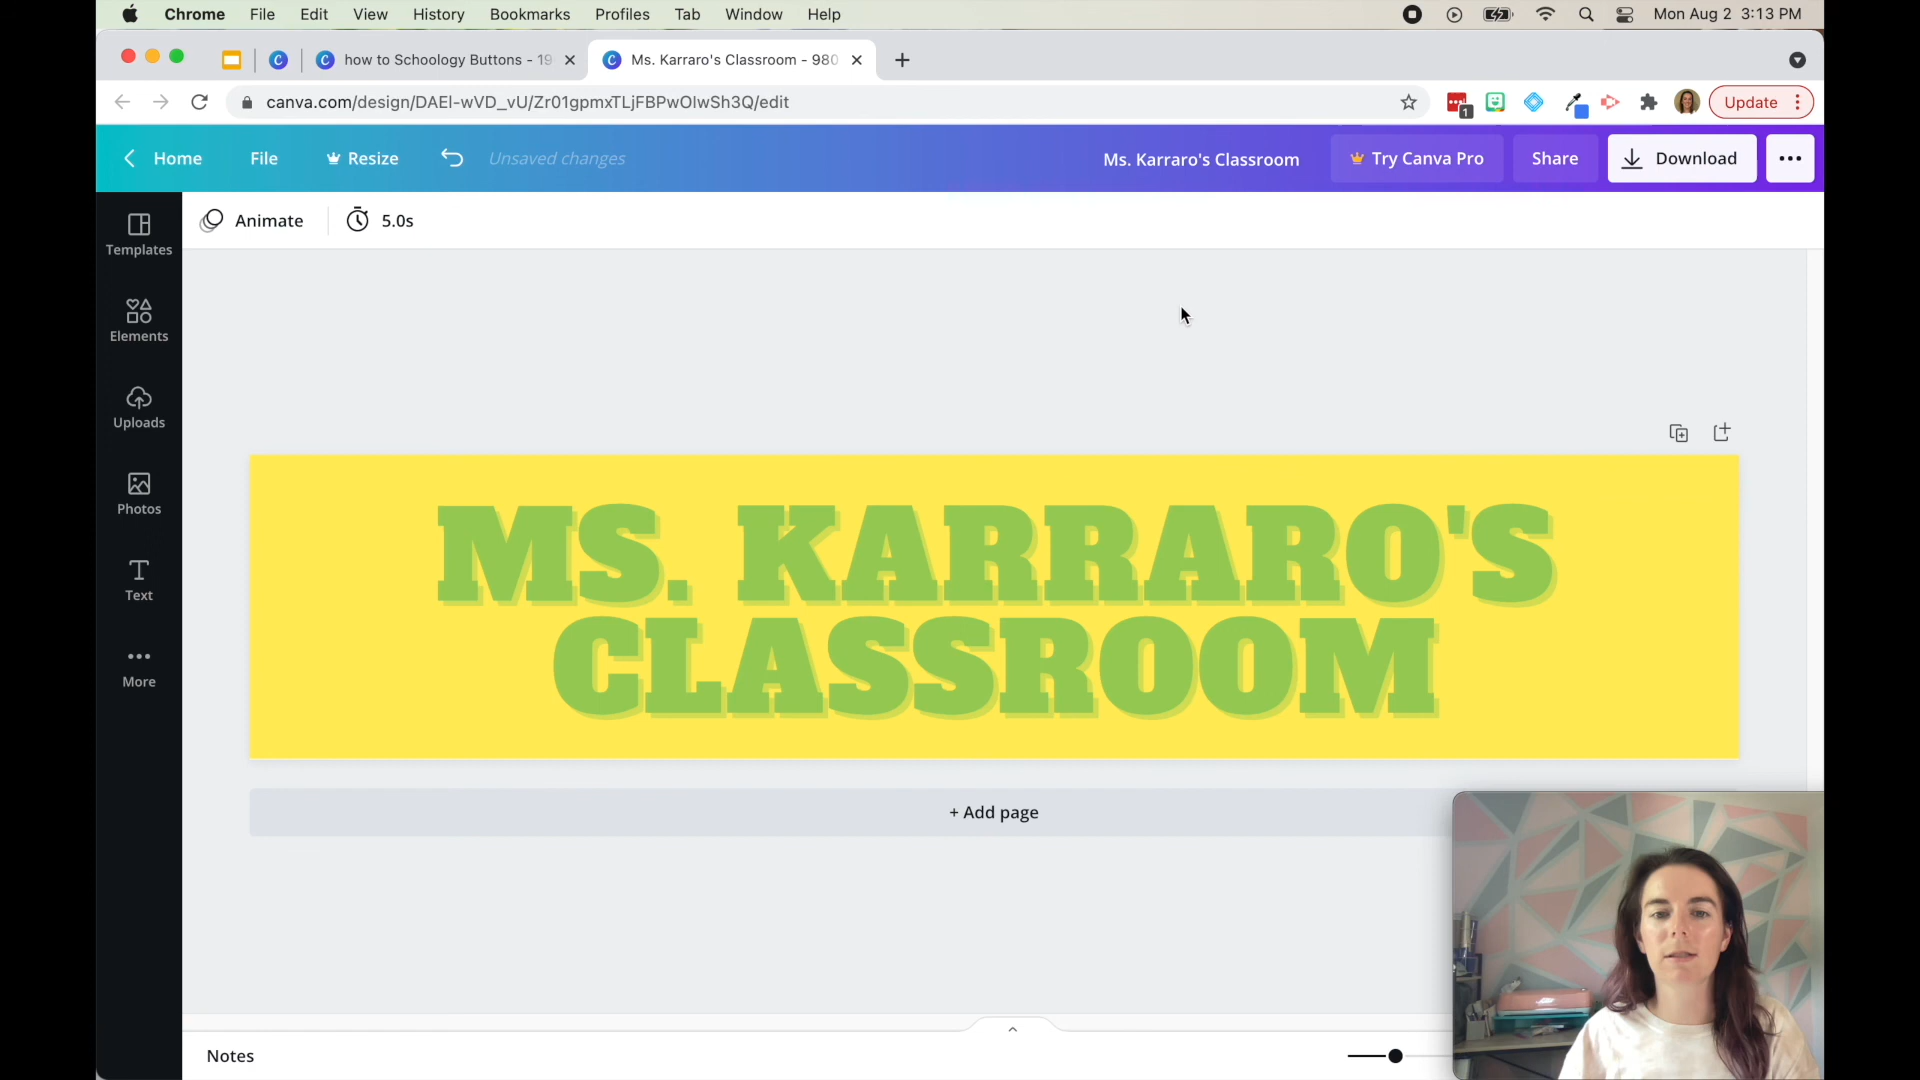 Chrome File Edit View History Bookmarks Profiles Tab Window Help Mon Aug 2 3:13 PM
how to Schoology Buttons - 19 Ms. Karraro's Classroom - 980
canva.com/design/DAEl-wVD_vU/Zr01gpmxTLjFBPwOlwSh3Q/edit 1 Update
Home File Resize Unsaved changes Ms. Karraro's Classroom Try Canva Pro Share Download
Animate 5.0s
Templates
Elements
Uploads
Photos
Text
More
MS. KARRARO'S
CLASSROOM
+ Add page
Notes